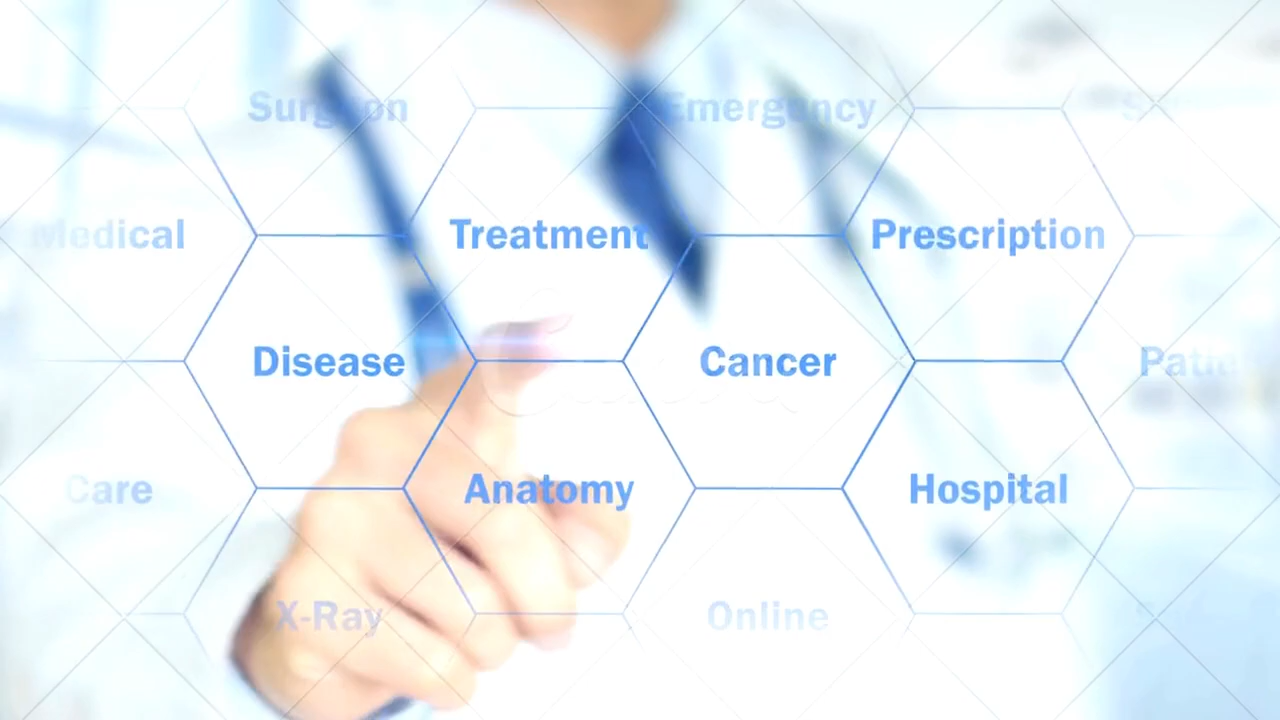 Surgeon
Emergency
Medical
Treatment
Prescription
Disease
Cancer
Care
Anatomy
Hospital
X-Ray
Online